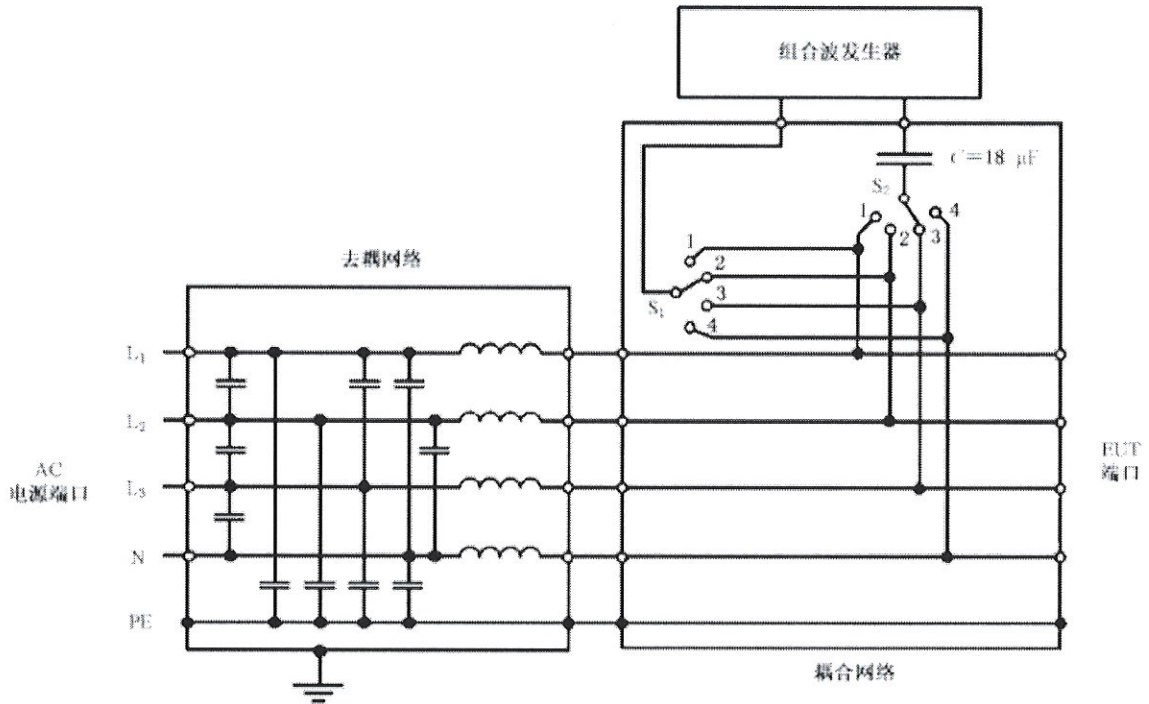 组合波发生器
C=18 μF
S₂
1
4
2
3
1
2
3
4
S₁
去耦网络
L₁
L₂
L₃
N
PE
AC
电源端口
EUT
端口
耦合网络